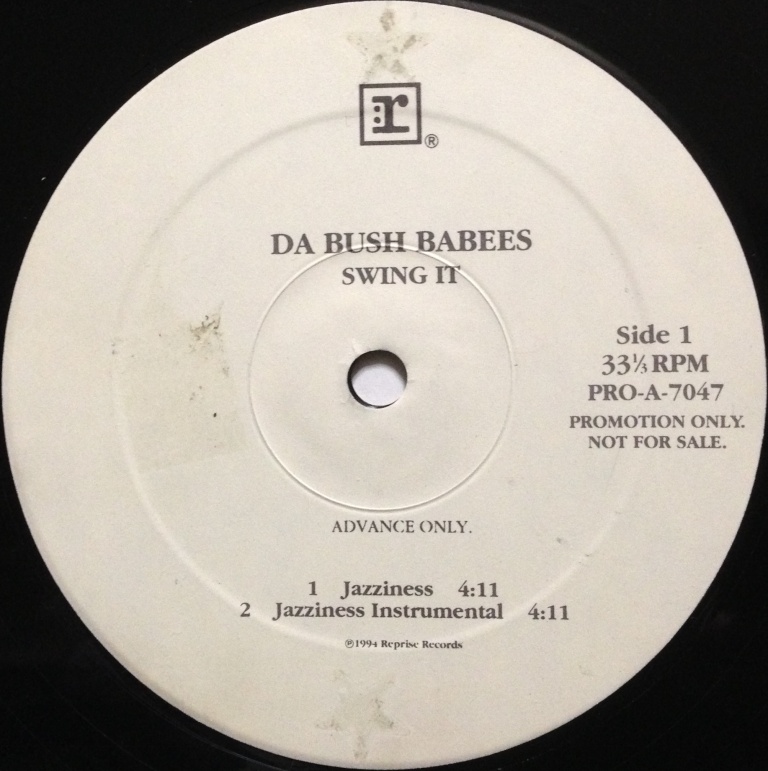 r®
DA BUSH BABEES
SWING IT
Side 1
33⅓ RPM
PRO-A-7047
PROMOTION ONLY.
NOT FOR SALE.
ADVANCE ONLY.
1 Jazziness 4:11
2 Jazziness Instrumental 4:11
℗1994 Reprise Records